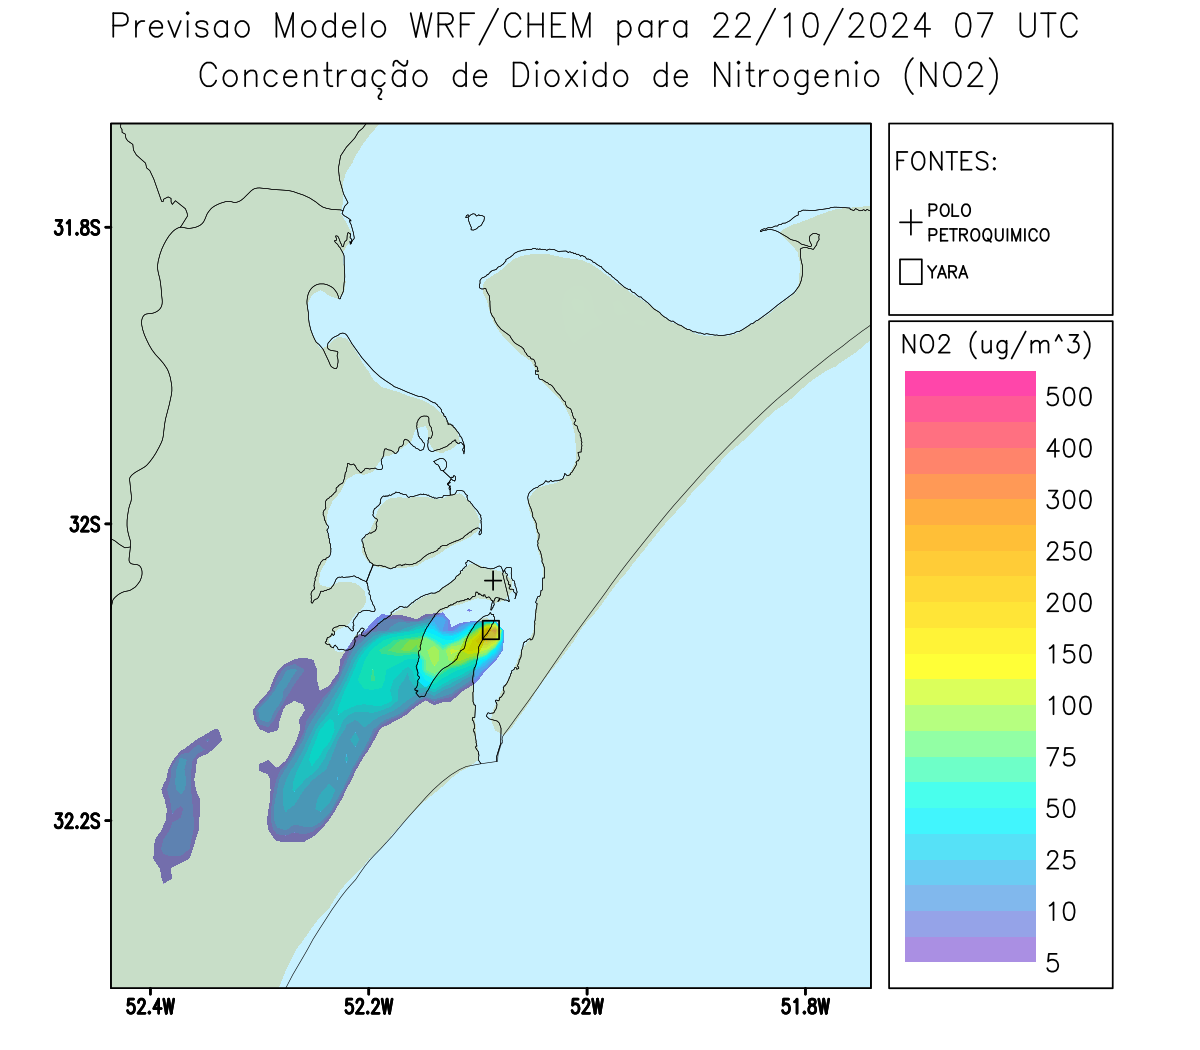 Previsao Modelo WRF/CHEM para 22/10/2024 07 UTC
Concentração de Dioxido de Nitrogenio (NO2)
FONTES:
POLO
PETROQUIMICO
YARA
NO2 (ug/m^3)
500
400
300
250
200
150
100
75
50
25
10
5
31.8S
32S
32.2S
52.4W
52.2W
52W
51.8W